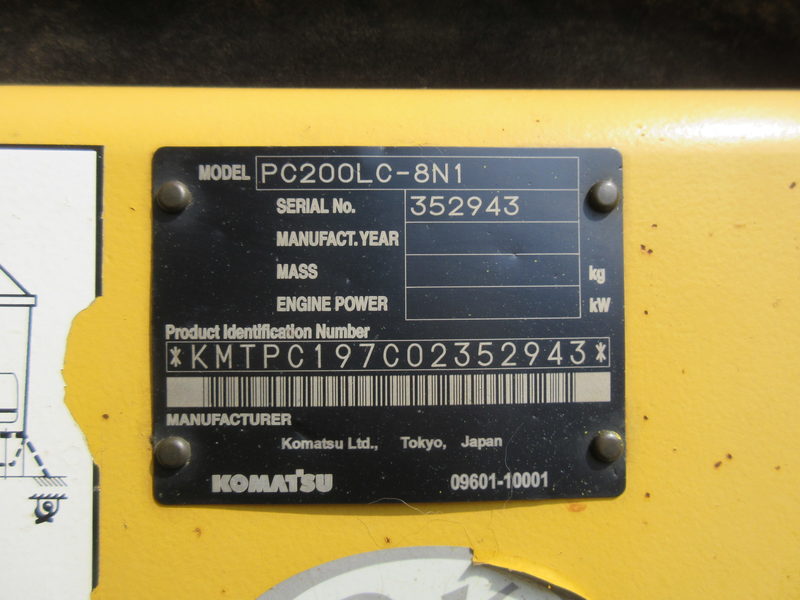 MODEL PC200LC-8N1
SERIAL No. 352943
MANUFACT. YEAR
MASS kg
ENGINE POWER kW
Product Identification Number
*KMTPC197C02352943*
MANUFACTURER
Komatsu Ltd., Tokyo, Japan
KOMATSU 09601-10001